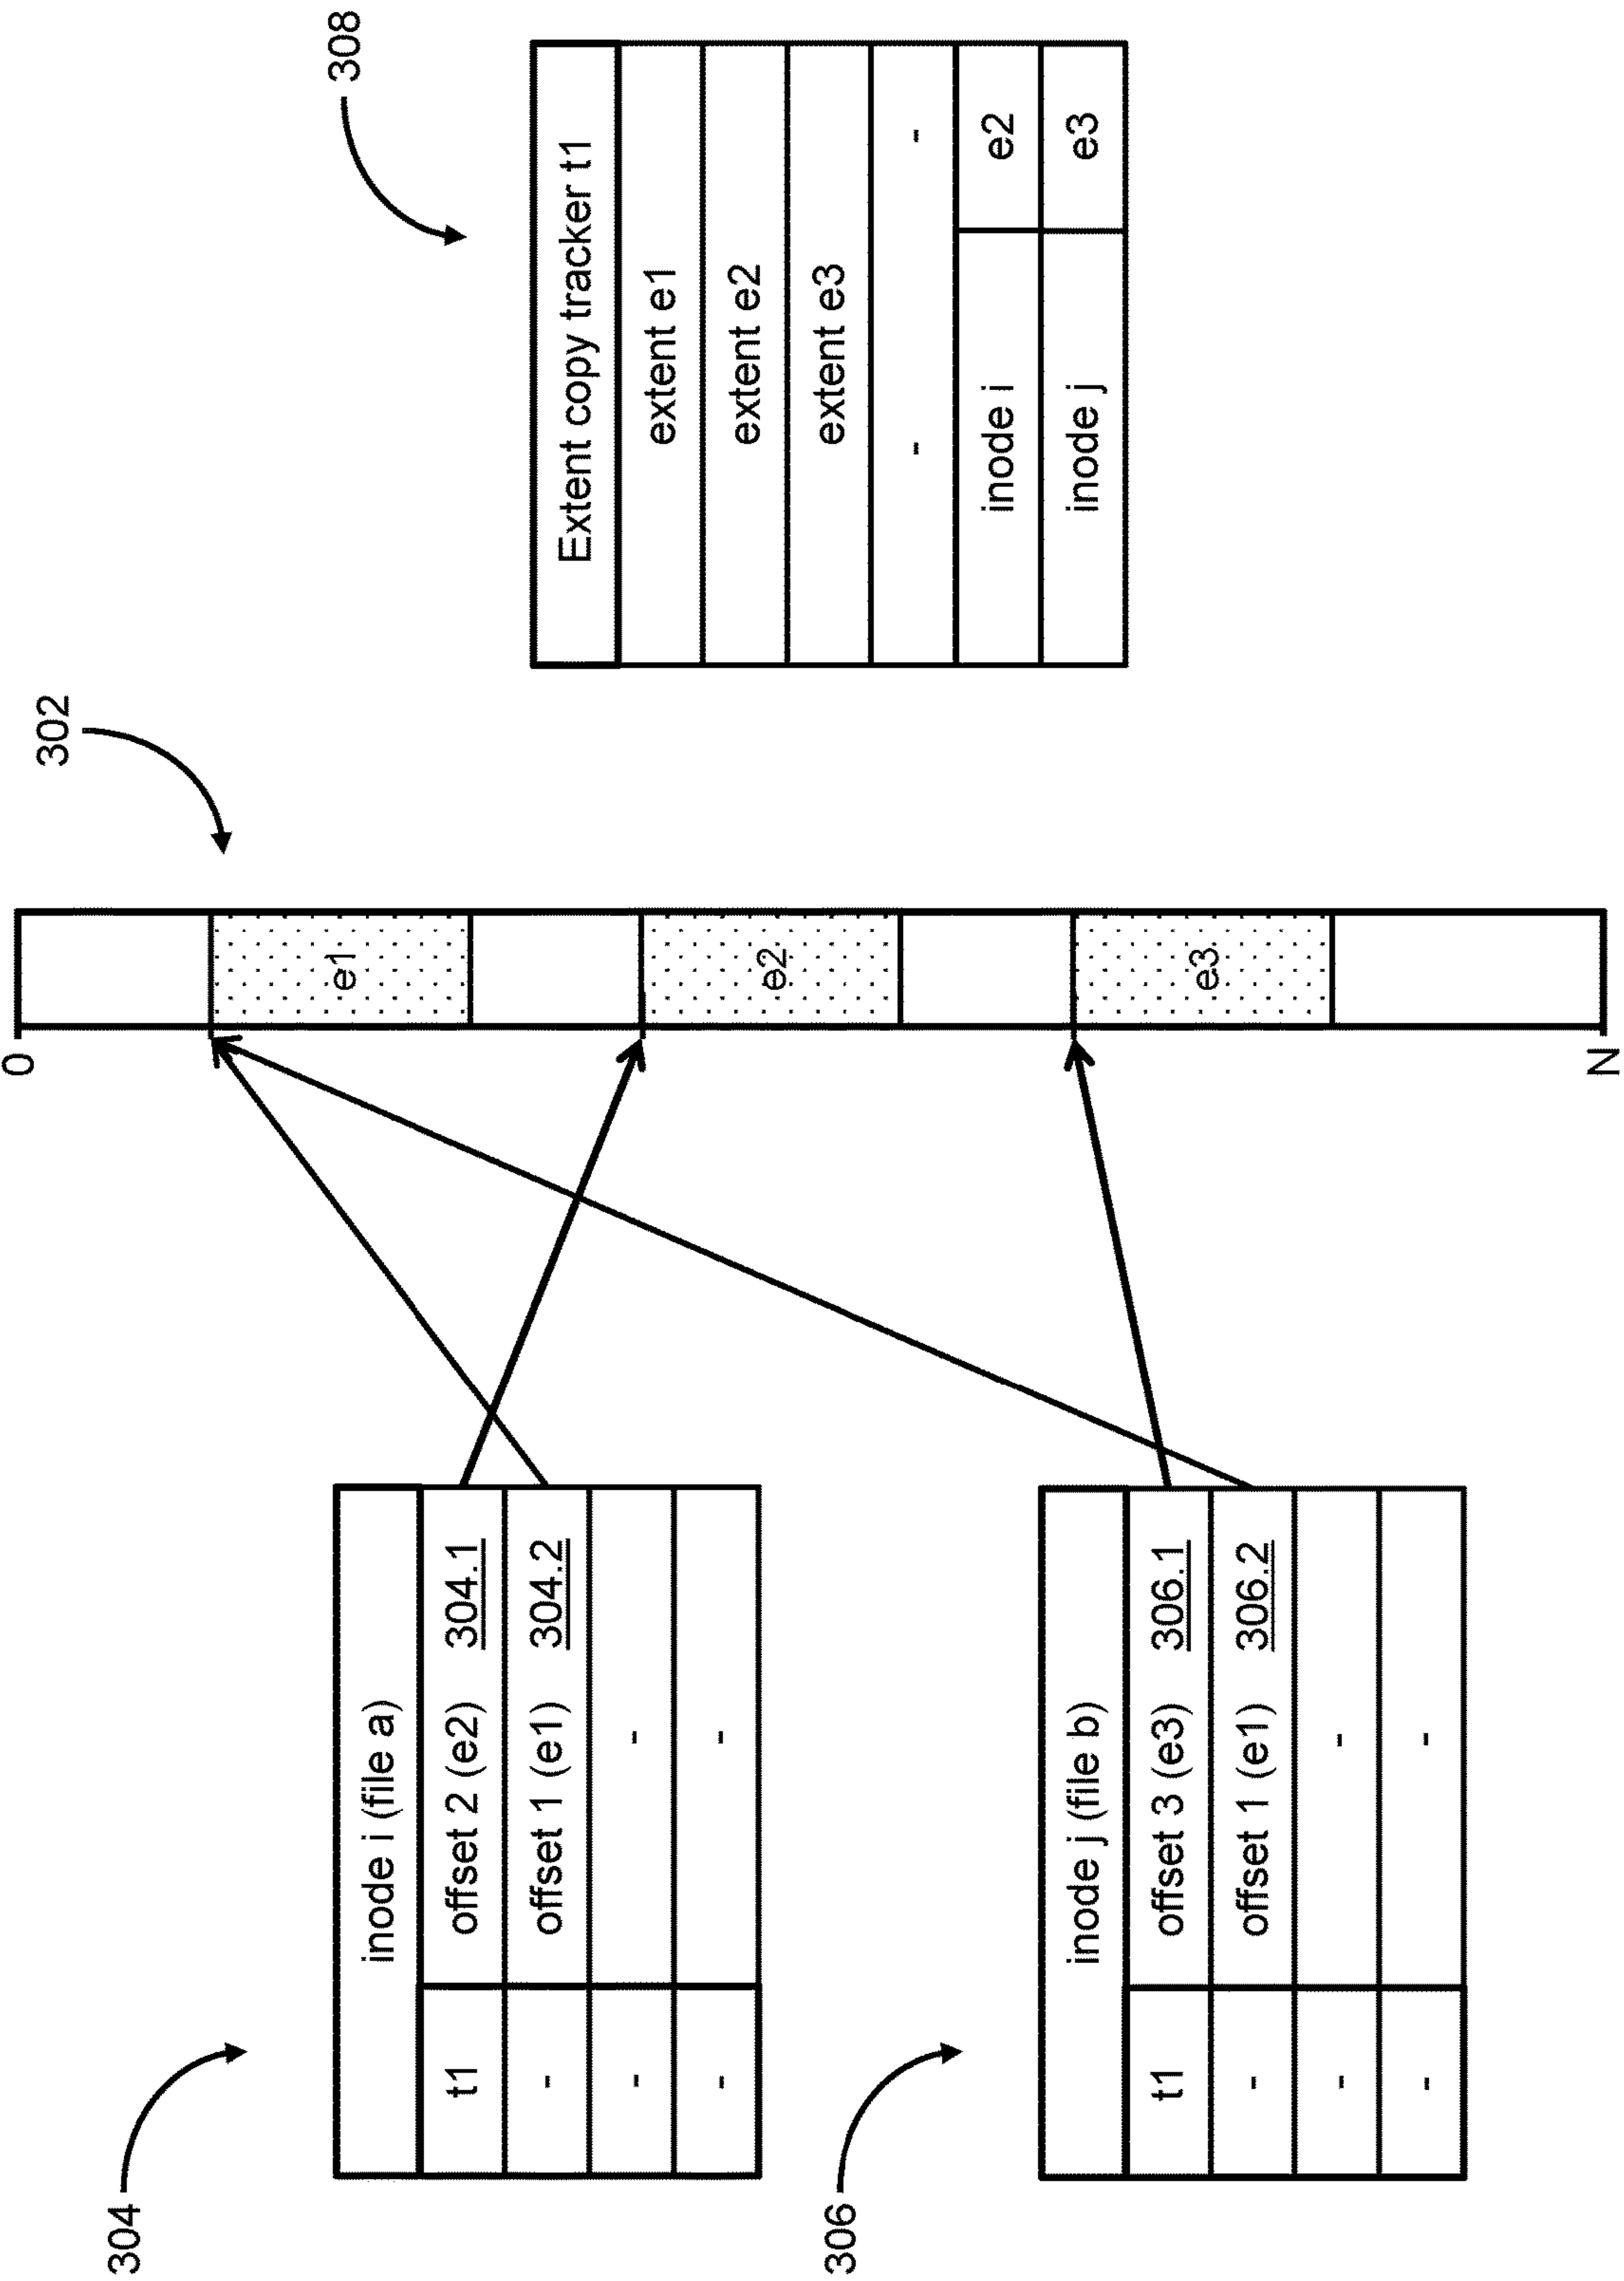 304
inode i (file a)
t1 offset 2 (e2) 304.1
- offset 1 (e1) 304.2
- -
- -
306
inode j (file b)
t1 offset 3 (e3) 306.1
- offset 1 (e1) 306.2
- -
- -
302
0
e1
e2
e3
N
308
Extent copy tracker t1
extent e1
extent e2
extent e3
- -
inode i e2
inode j e3